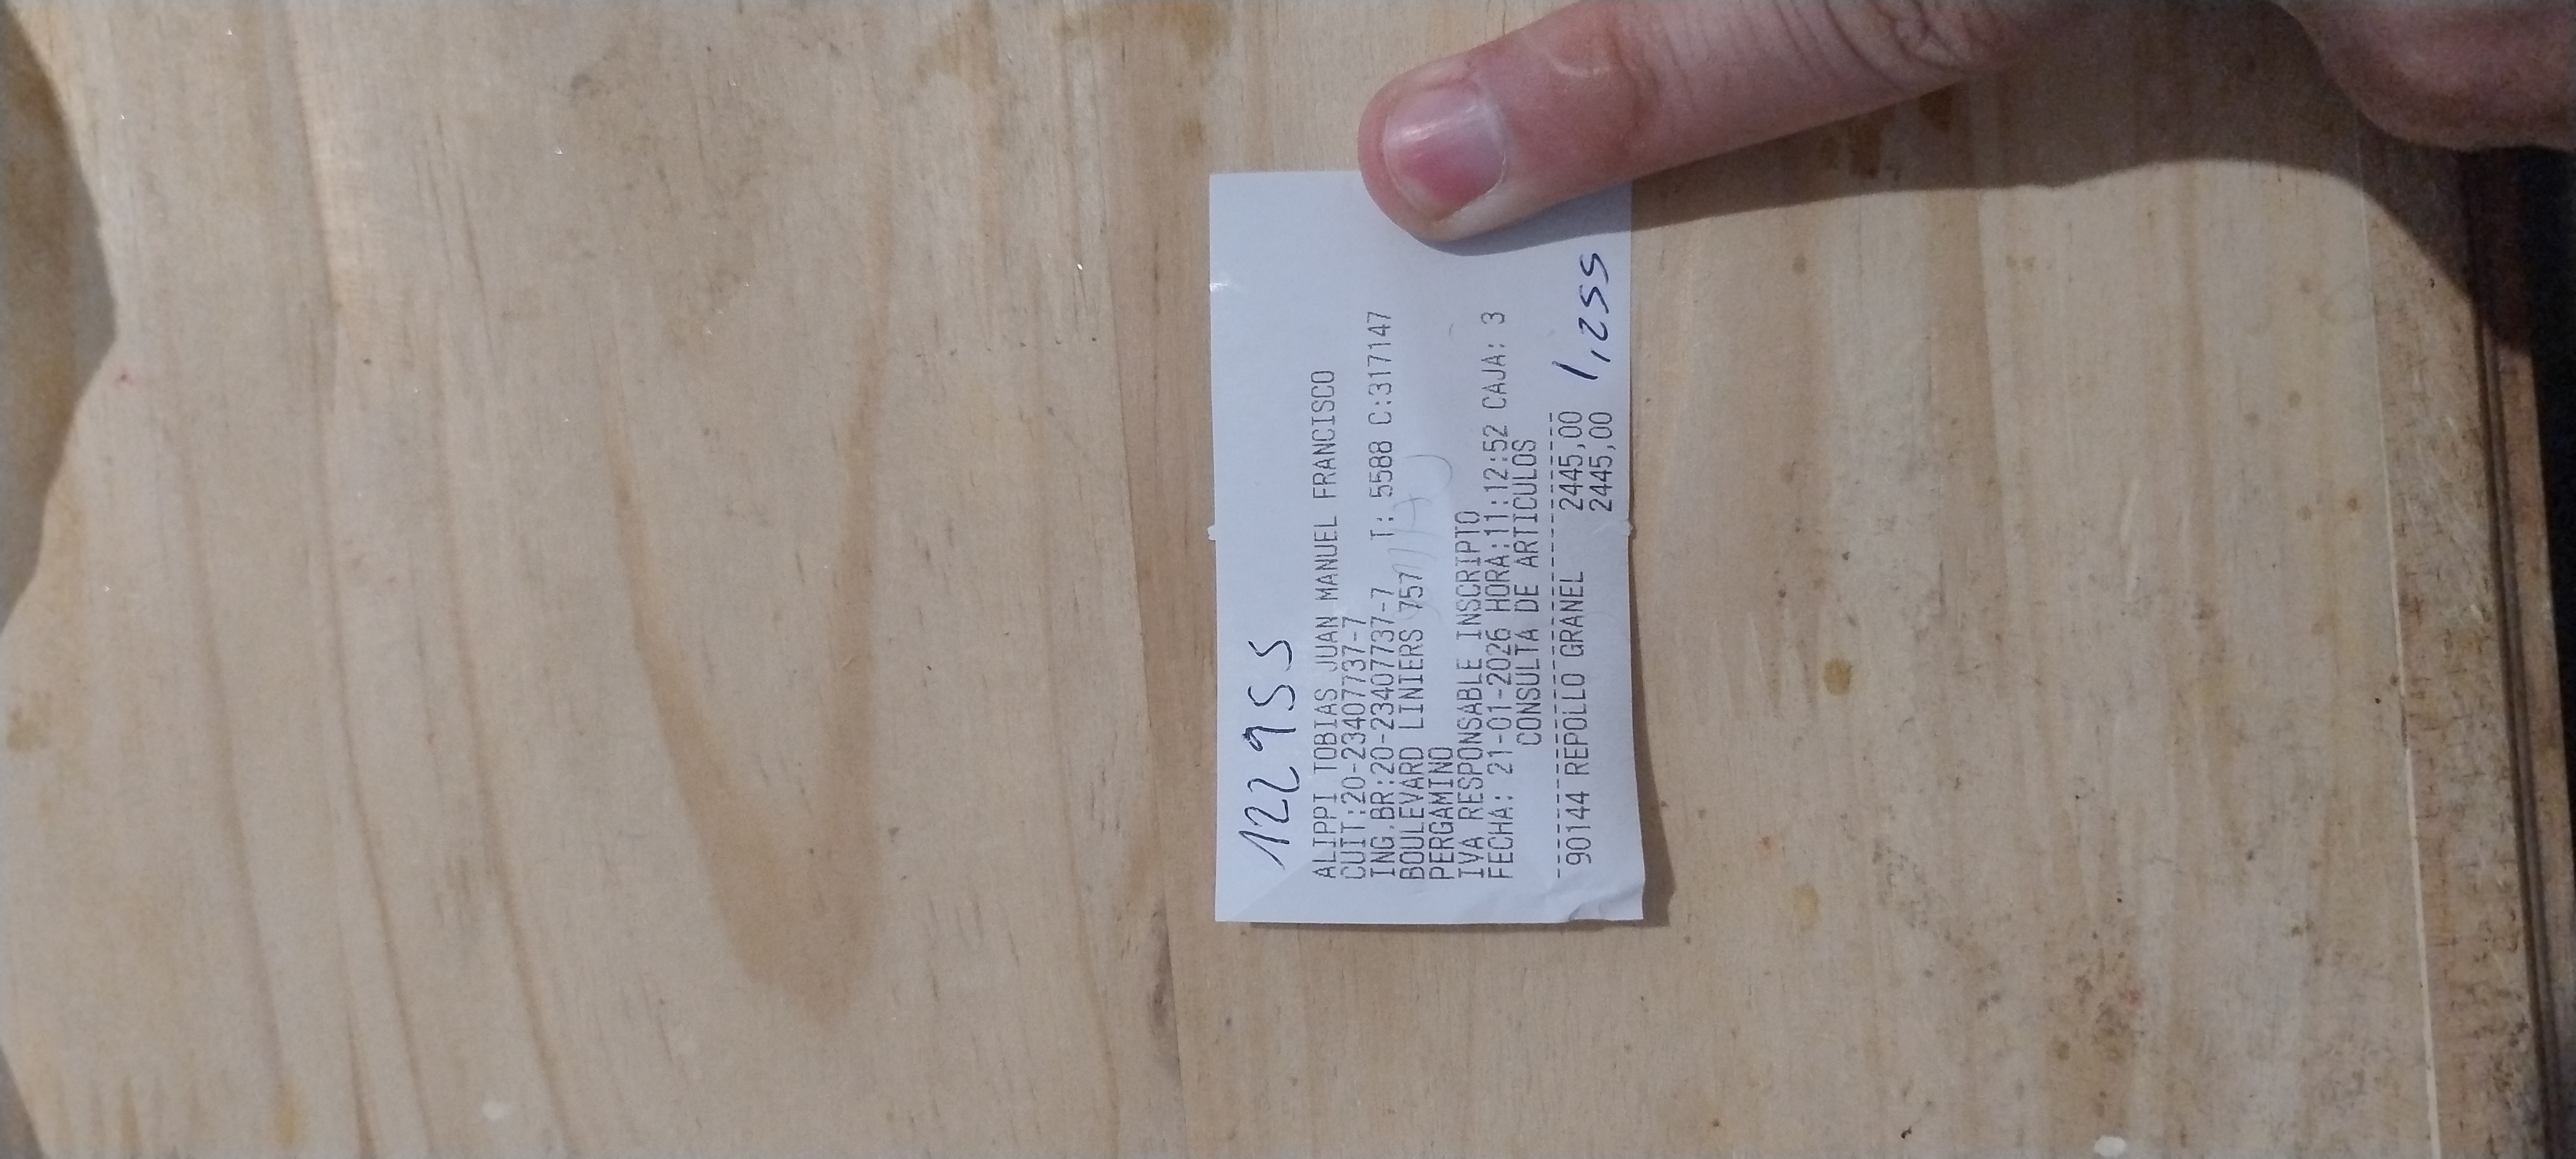 122955
ALIPPI TOBIAS JUAN MANUEL FRANCISCO
CUIT:20-23407737-7
ING.BR:20-23407737-7 T: 5588 C:317147
BOULEVARD LINIERS 757
PERGAMINO
IVA RESPONSABLE INSCRIPTO
FECHA: 21-01-2026 HORA:11:12:52 CAJA: 3
CONSULTA DE ARTICULOS
90144 REPOLLO GRANEL 2445,00
2445,00
1,255